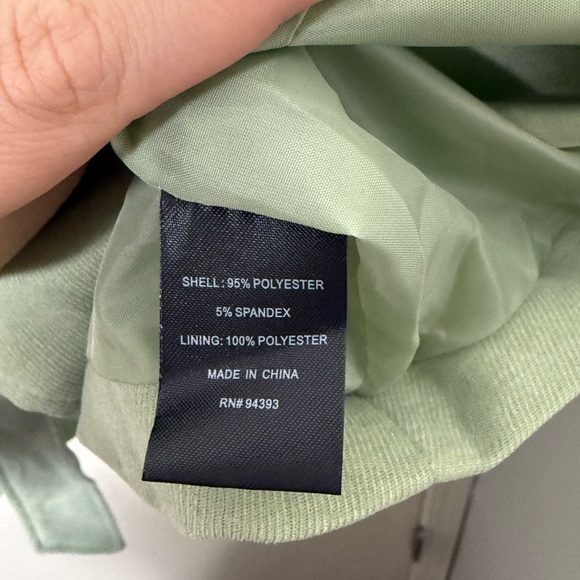 SHELL: 95% POLYESTER
5% SPANDEX
LINING: 100% POLYESTER
MADE IN CHINA
RN# 94393